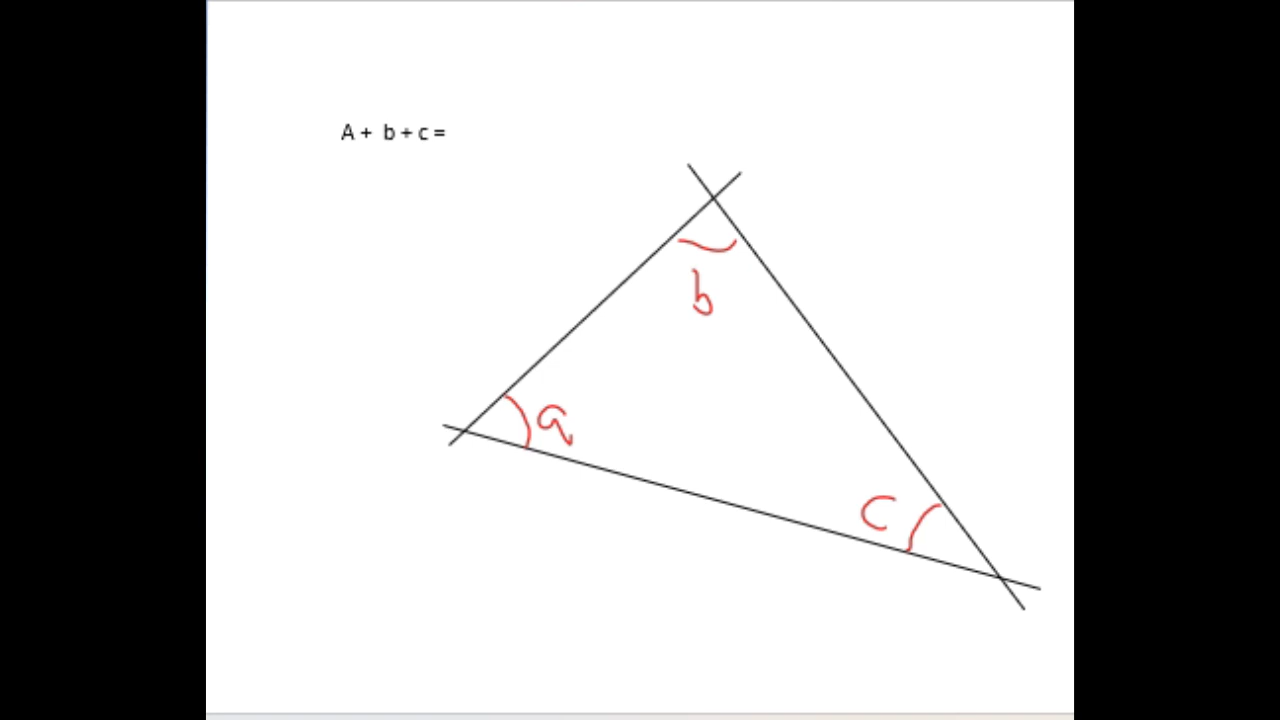 A + b + c =
b
a
c